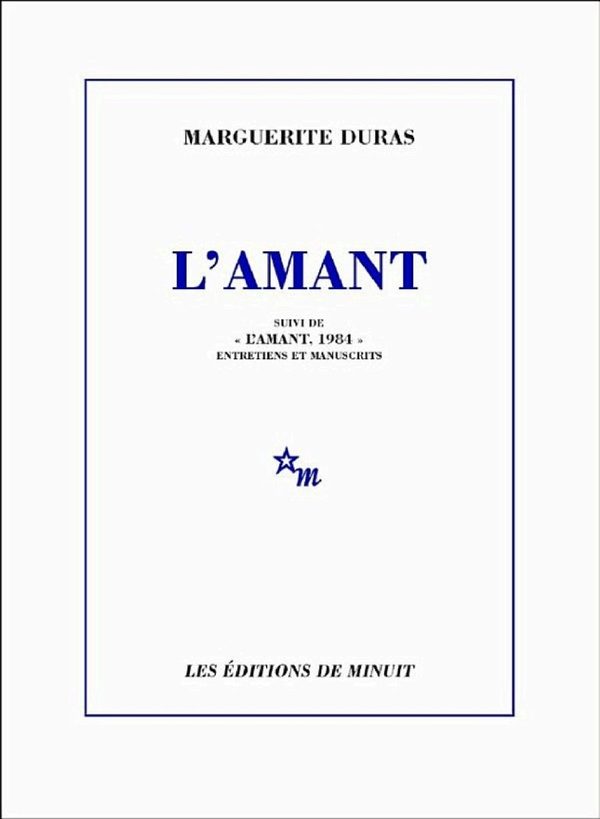 MARGUERITE DURAS
L’AMANT
SUIVI DE
« L’AMANT, 1984 »
ENTRETIENS ET MANUSCRITS
m
LES ÉDITIONS DE MINUIT